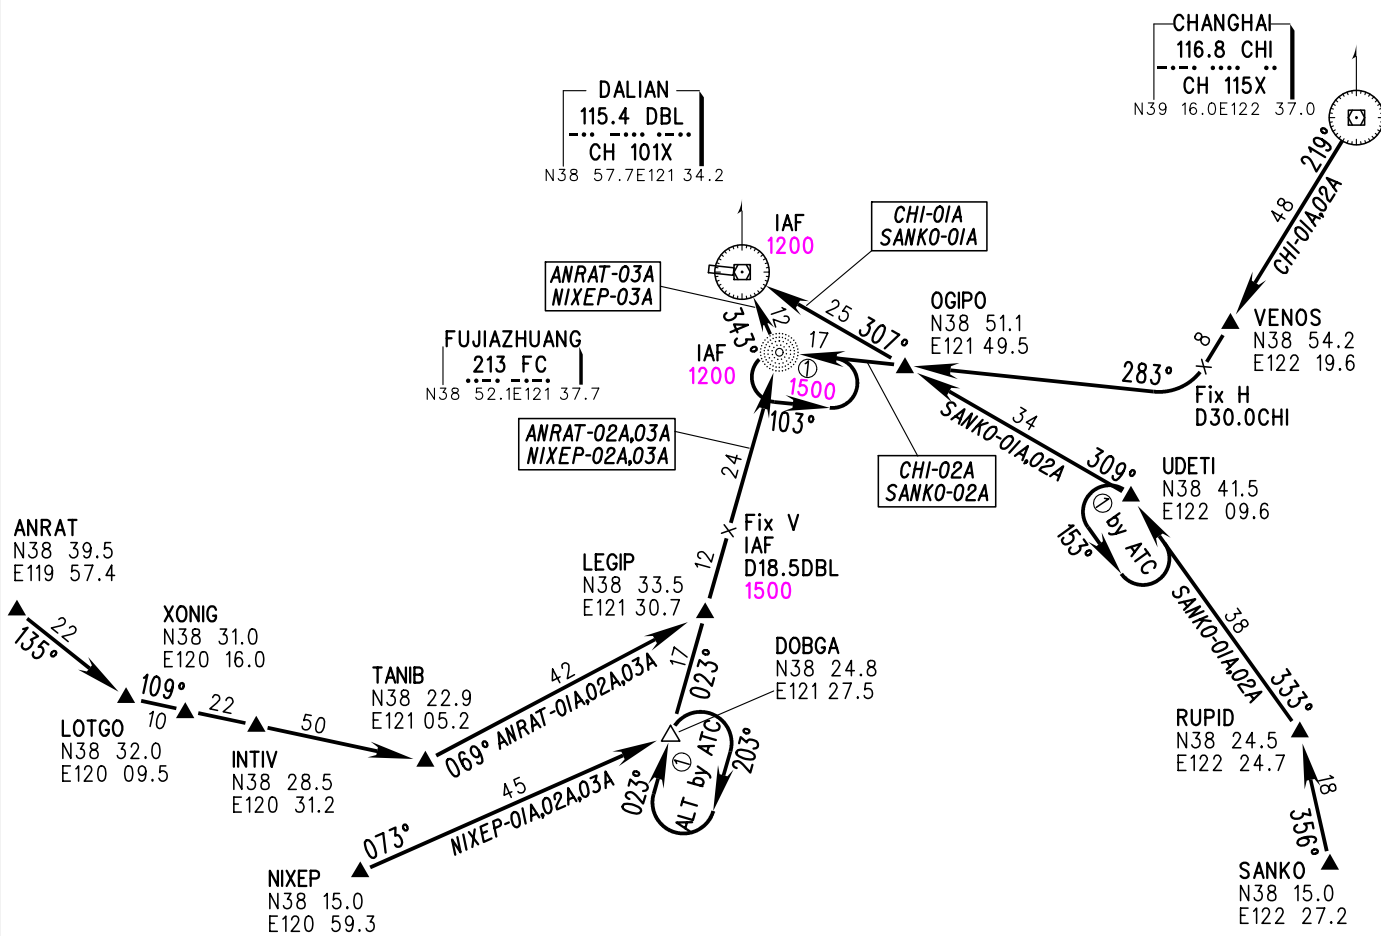 CHANGHAI
116.8 CHI
CH 115X
N39 16.0E122 37.0
DALIAN
115.4 DBL
CH 101X
N38 57.7E121 34.2
219°
48
CHI-01A,02A
IAF
1200
CHI-01A
SANKO-01A
ANRAT-03A
NIXEP-03A
12
343°
25
307°
17
OGIPO
N38 51.1
E121 49.5
VENOS
N38 54.2
E122 19.6
8
FUJIAZHUANG
213 FC
N38 52.1E121 37.7
IAF
1200
1
1500
103°
283°
Fix H
D30.0CHI
ANRAT-02A,03A
NIXEP-02A,03A
24
CHI-02A
SANKO-02A
34
SANKO-01A,02A
309°
UDETI
N38 41.5
E122 09.6
1
by ATC
153°
ANRAT
N38 39.5
E119 57.4
Fix V
IAF
D18.5DBL
1500
12
LEGIP
N38 33.5
E121 30.7
38
SANKO-01A,02A
333°
22
135°
XONIG
N38 31.0
E120 16.0
109°
10
22
50
LOTGO
N38 32.0
E120 09.5
INTIV
N38 28.5
E120 31.2
TANIB
N38 22.9
E121 05.2
42
069°
ANRAT-01A,02A,03A
17
023°
DOBGA
N38 24.8
E121 27.5
1
ALT by ATC
203°
023°
RUPID
N38 24.5
E122 24.7
18
356°
45
073°
NIXEP-01A,02A,03A
NIXEP
N38 15.0
E120 59.3
SANKO
N38 15.0
E122 27.2